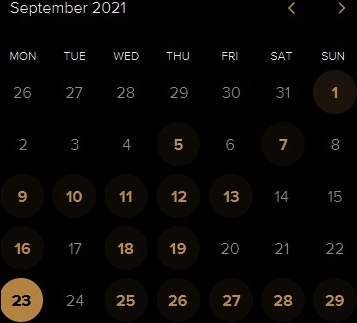 September 2021
MON TUE WED THU FRI SAT SUN
26 27 28 29 30 31 1
2 3 4 5 6 7 8
9 10 11 12 13 14 15
16 17 18 19 20 21 22
23 24 25 26 27 28 29